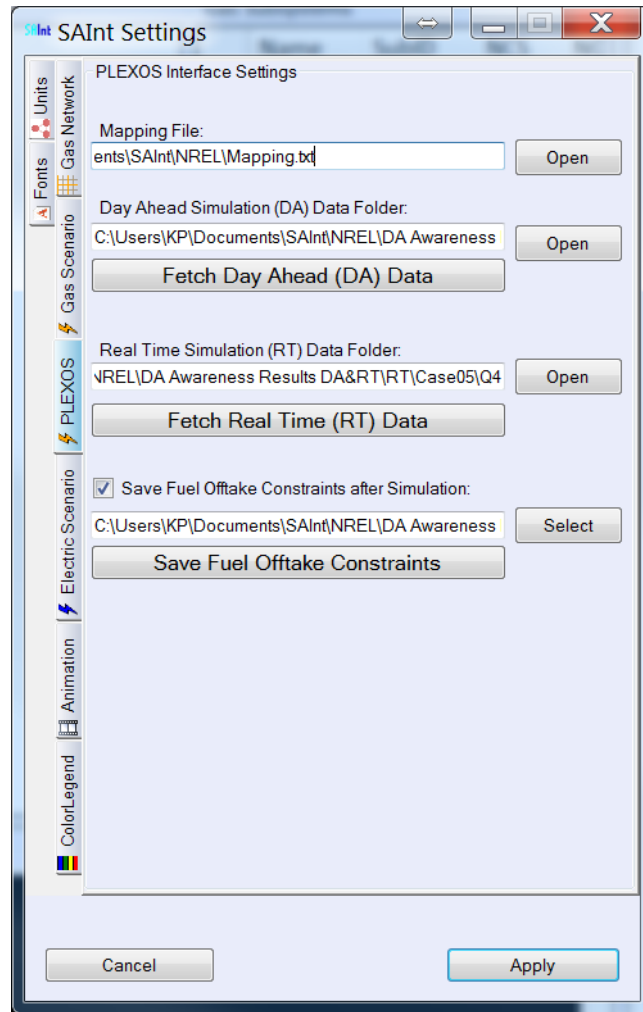 SAInt SAInt Settings
Units
Fonts
Gas Network
Gas Scenario
PLEXOS
Electric Scenario
Animation
ColorLegend
PLEXOS Interface Settings
Mapping File:
ents\SAInt\NREL\Mapping.txt
Open
Day Ahead Simulation (DA) Data Folder:
C:\Users\KP\Documents\SAInt\NREL\DA Awareness
Open
Fetch Day Ahead (DA) Data
Real Time Simulation (RT) Data Folder:
NREL\DA Awareness Results DA&RT\RT\Case05\Q4
Open
Fetch Real Time (RT) Data
Save Fuel Offtake Constraints after Simulation:
C:\Users\KP\Documents\SAInt\NREL\DA Awareness
Select
Save Fuel Offtake Constraints
Cancel
Apply